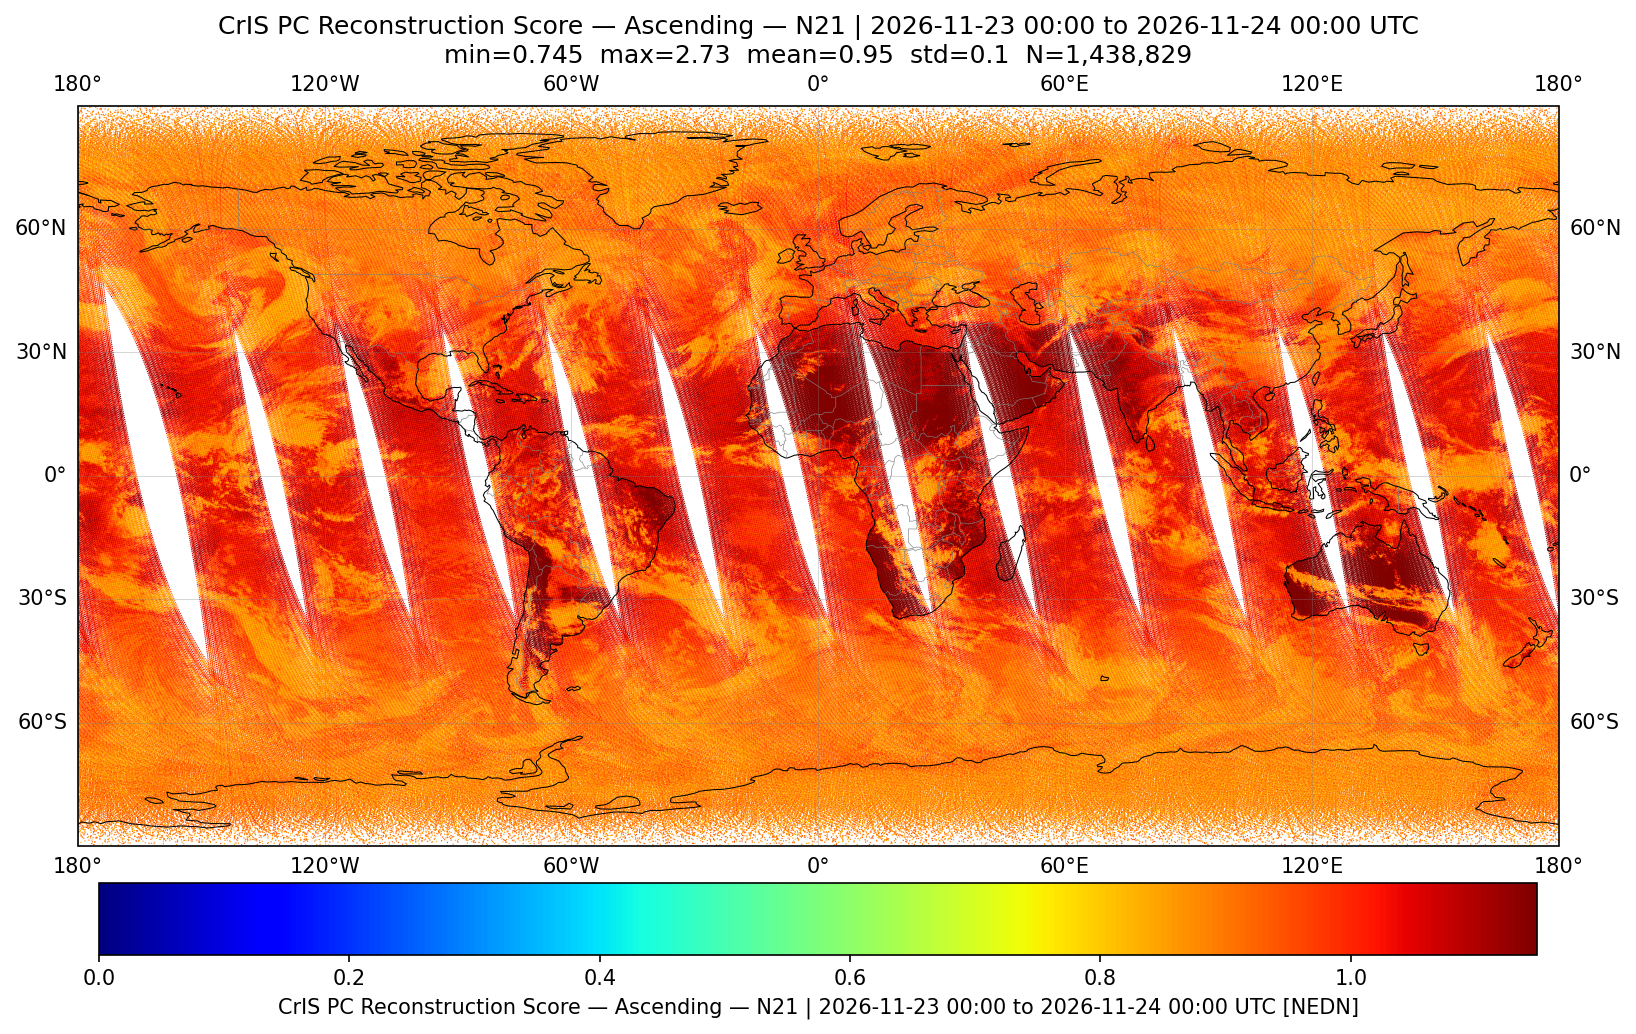 CrIS PC Reconstruction Score — Ascending — N21 | 2026-11-23 00:00 to 2026-11-24 00:00 UTC
min=0.745 max=2.73 mean=0.95 std=0.1 N=1,438,829
180° 120°W 60°W 0° 60°E 120°E 180°
60°N 60°N
30°N 30°N
0° 0°
30°S 30°S
60°S 60°S
180° 120°W 60°W 0° 60°E 120°E 180°
0.0 0.2 0.4 0.6 0.8 1.0
CrIS PC Reconstruction Score — Ascending — N21 | 2026-11-23 00:00 to 2026-11-24 00:00 UTC [NEDN]